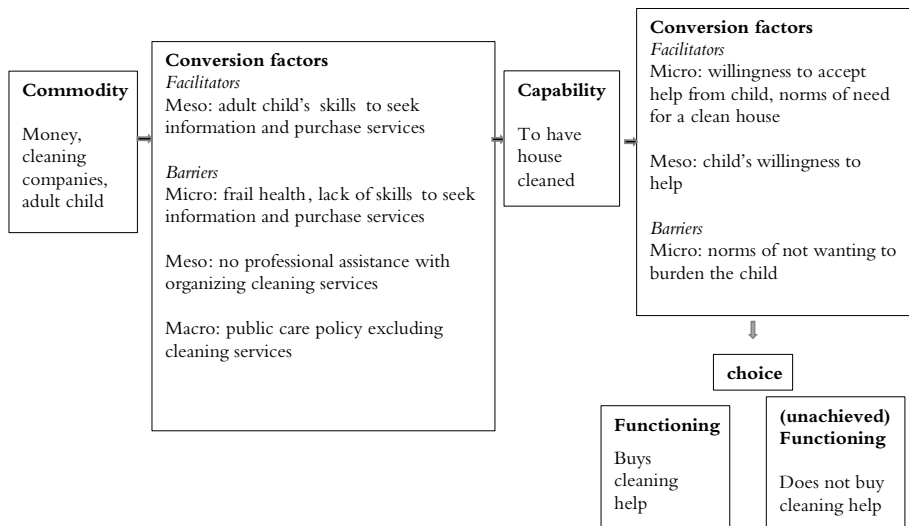 Commodity
Money,
cleaning
companies,
adult child
Conversion factors
Facilitators
Meso: adult child's skills to seek
information and purchase services
Barriers
Micro: frail health, lack of skills to seek
information and purchase services
Meso: no professional assistance with
organizing cleaning services
Macro: public care policy excluding
cleaning services
Capability
To have
house
cleaned
Conversion factors
Facilitators
Micro: willingness to accept
help from child, norms of need
for a clean house
Meso: child's willingness to
help
Barriers
Micro: norms of not wanting to
burden the child
choice
Functioning
Buys
cleaning
help
(unachieved)
Functioning
Does not buy
cleaning help